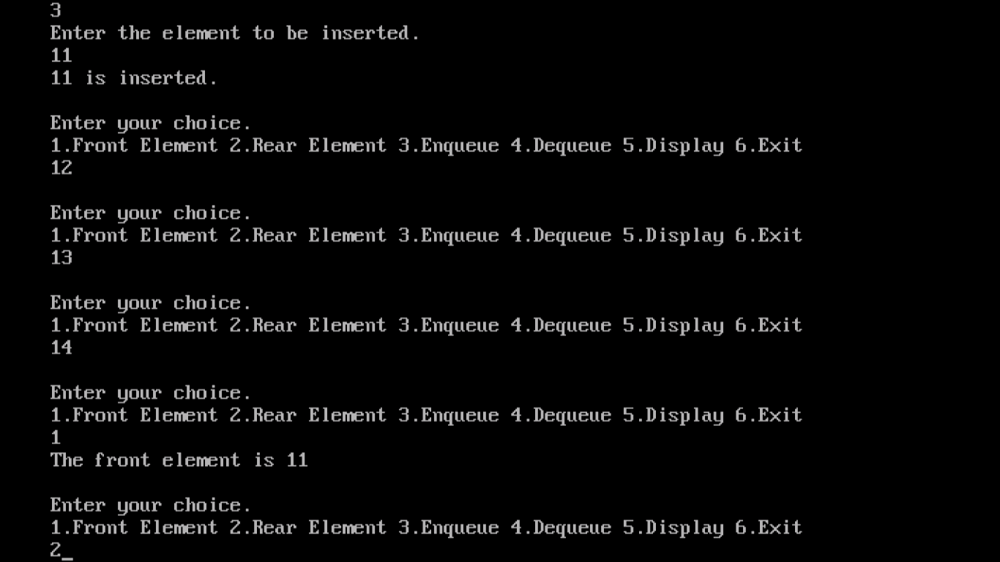 3
Enter the element to be inserted.
11
11 is inserted.
Enter your choice.
1.Front Element 2.Rear Element 3.Enqueue 4.Dequeue 5.Display 6.Exit
12
Enter your choice.
1.Front Element 2.Rear Element 3.Enqueue 4.Dequeue 5.Display 6.Exit
13
Enter your choice.
1.Front Element 2.Rear Element 3.Enqueue 4.Dequeue 5.Display 6.Exit
14
Enter your choice.
1.Front Element 2.Rear Element 3.Enqueue 4.Dequeue 5.Display 6.Exit
1
The front element is 11
Enter your choice.
1.Front Element 2.Rear Element 3.Enqueue 4.Dequeue 5.Display 6.Exit
2_